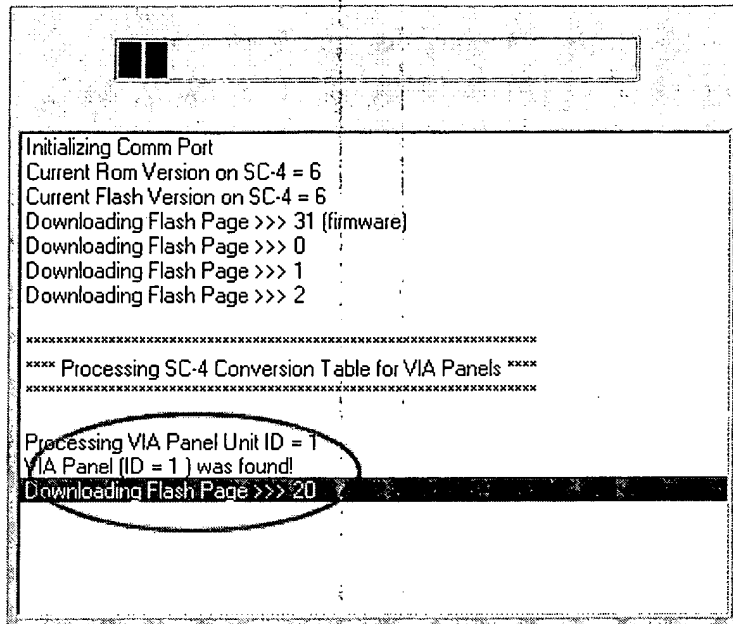 Initializing Comm Port
Current Rom Version on SC-4 = 6
Current Flash Version on SC-4 = 6
Downloading Flash Page >>> 31 (firmware)
Downloading Flash Page >>> 0
Downloading Flash Page >>> 1
Downloading Flash Page >>> 2
********************************************************************
**** Processing SC-4 Conversion Table for VIA Panels ****
********************************************************************
Processing VIA Panel Unit ID = 1
VIA Panel (ID = 1 ) was found!
Downloading Flash Page >>> 20